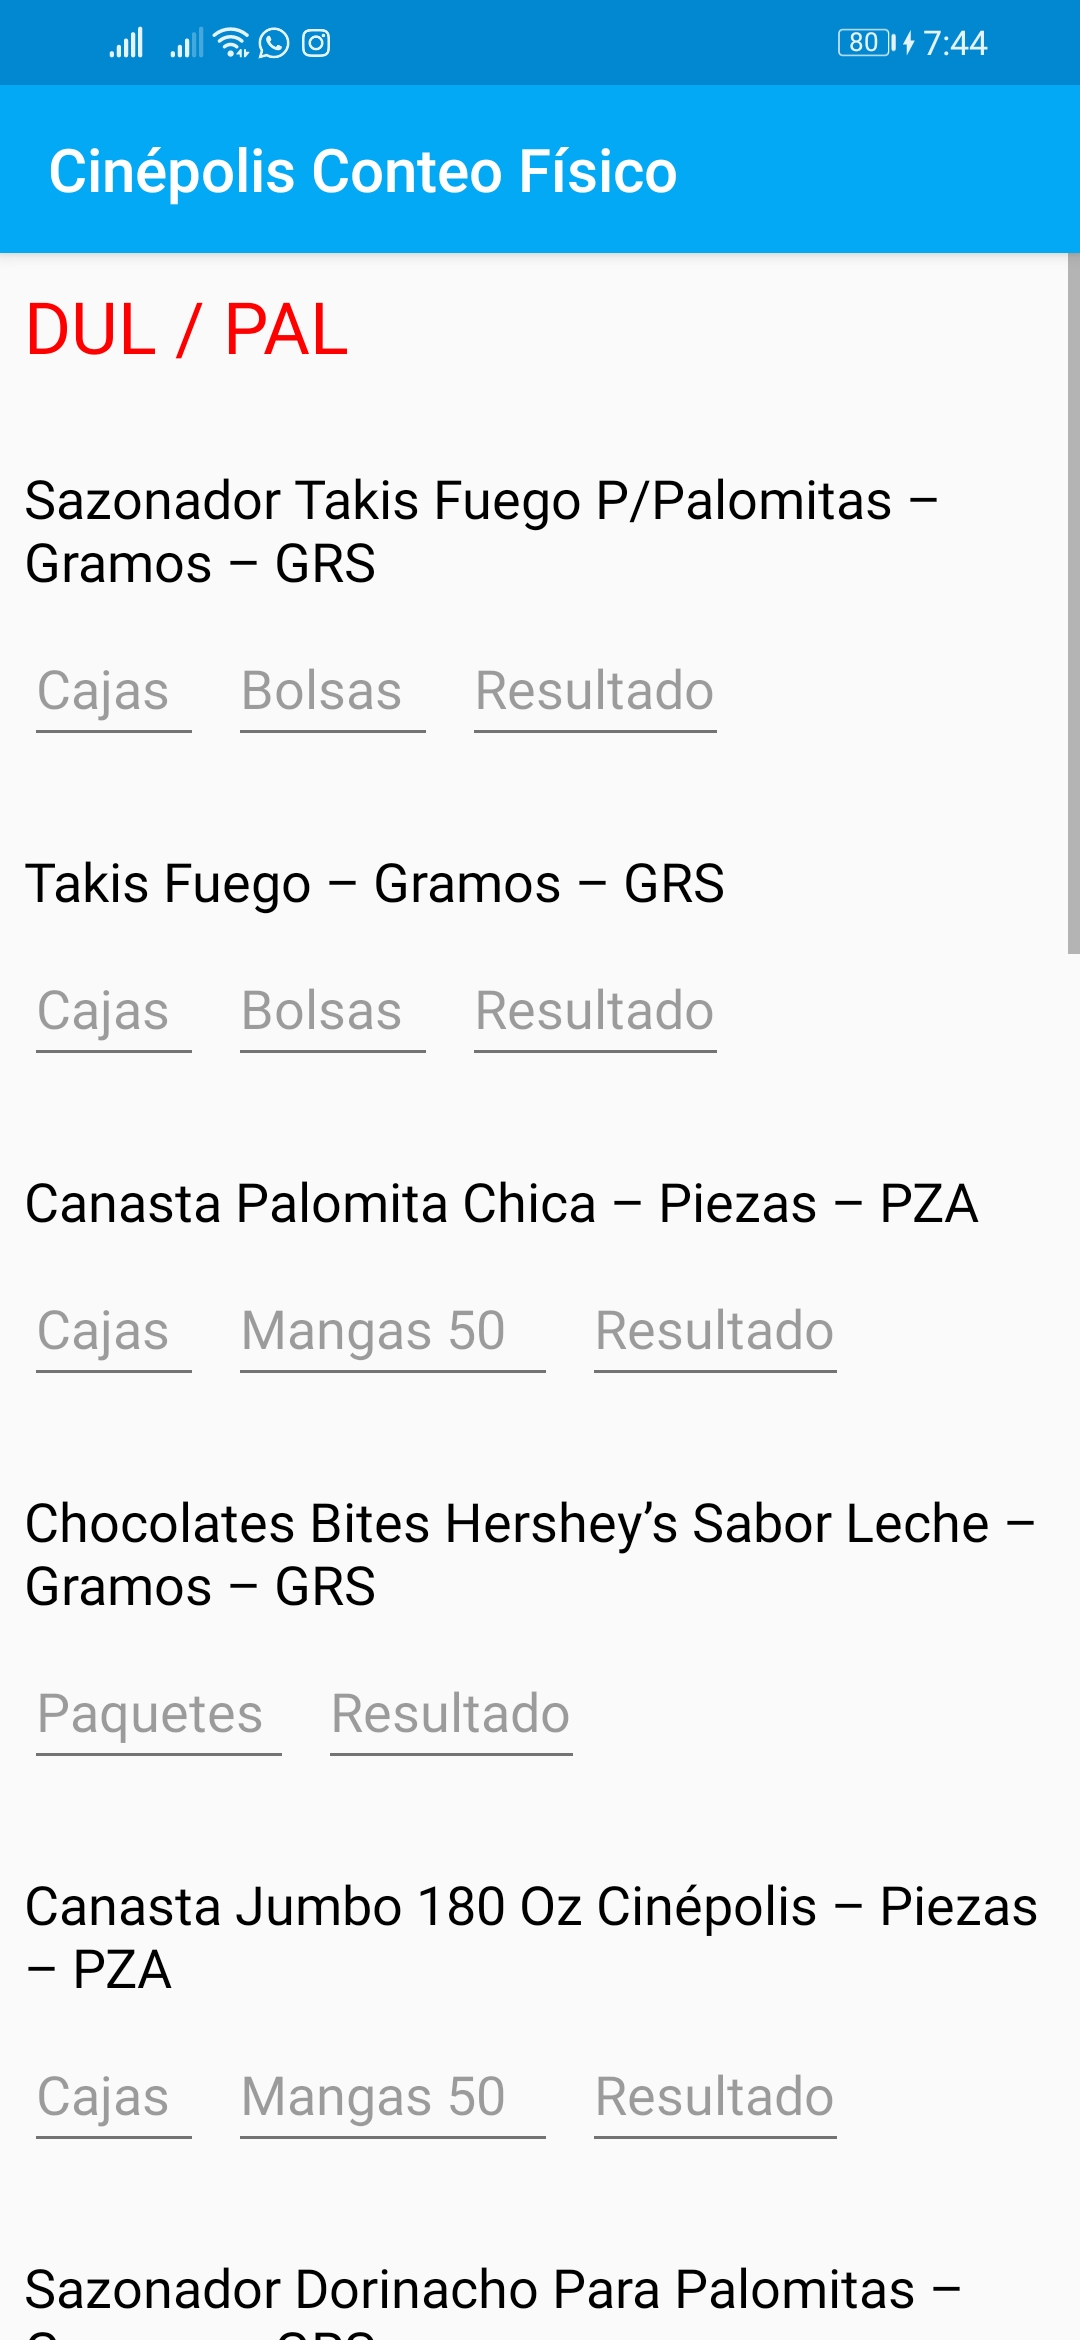 80 7:44
Cinépolis Conteo Físico
DUL / PAL
Sazonador Takis Fuego P/Palomitas –
Gramos – GRS
Cajas Bolsas Resultado
Takis Fuego – Gramos – GRS
Cajas Bolsas Resultado
Canasta Palomita Chica – Piezas – PZA
Cajas Mangas 50 Resultado
Chocolates Bites Hershey’s Sabor Leche –
Gramos – GRS
Paquetes Resultado
Canasta Jumbo 180 Oz Cinépolis – Piezas
– PZA
Cajas Mangas 50 Resultado
Sazonador Dorinacho Para Palomitas –